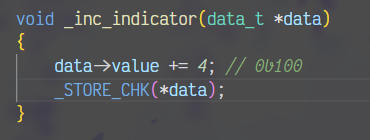 void _inc_indicator(data_t *data)
{
data->value += 4; // 0b100
_STORE_CHK(*data);
}